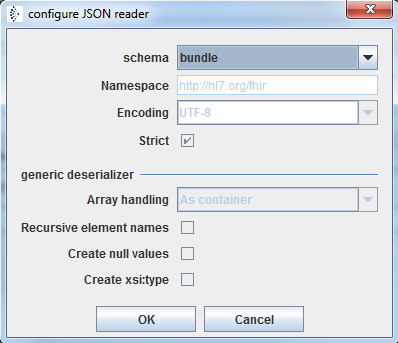 configure JSON reader
schema bundle
Namespace http://hl7.org/fhir
Encoding UTF-8
Strict
generic deserializer
Array handling As container
Recursive element names
Create null values
Create xsi:type
OK Cancel